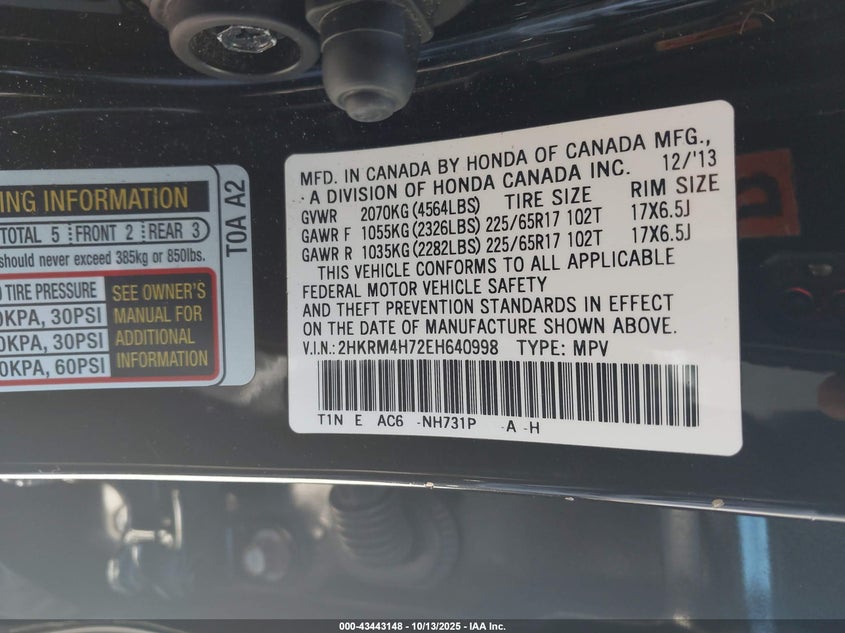 ING INFORMATION
TOTAL 5 FRONT 2 REAR 3
should never exceed 385kg or 850lbs.
TIRE PRESSURE
0KPA, 30PSI
0KPA, 30PSI
0KPA, 60PSI
SEE OWNER'S
MANUAL FOR
ADDITIONAL
INFORMATION
T0A A2
MFD. IN CANADA BY HONDA OF CANADA MFG.,
A DIVISION OF HONDA CANADA INC. 12/'13
GVWR 2070KG (4564LBS) TIRE SIZE RIM SIZE
GAWR F 1055KG (2326LBS) 225/65R17 102T 17X6.5J
GAWR R 1035KG (2282LBS) 225/65R17 102T 17X6.5J
THIS VEHICLE CONFORMS TO ALL APPLICABLE
FEDERAL MOTOR VEHICLE SAFETY
AND THEFT PREVENTION STANDARDS IN EFFECT
ON THE DATE OF MANUFACTURE SHOWN ABOVE.
V.I.N.: 2HKRM4H72EH640998 TYPE: MPV
T1N E AC6 -NH731P -A -H
000-43443148 - 10/13/2025 - IAA Inc.